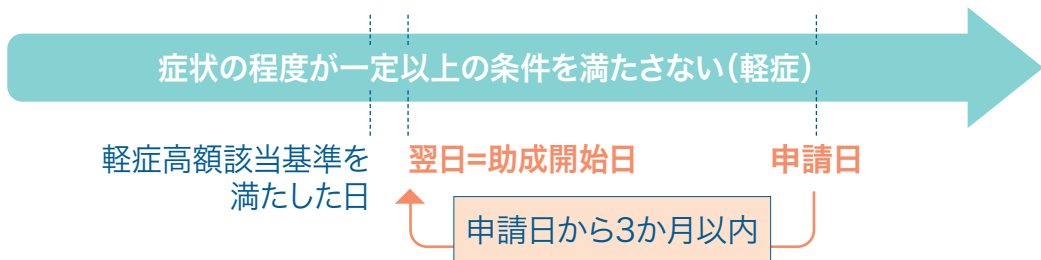 症状の程度が一定以上の条件を満たさない（軽症）
軽症高額該当基準を
満たした日
翌日=助成開始日
申請日
申請日から3か月以内